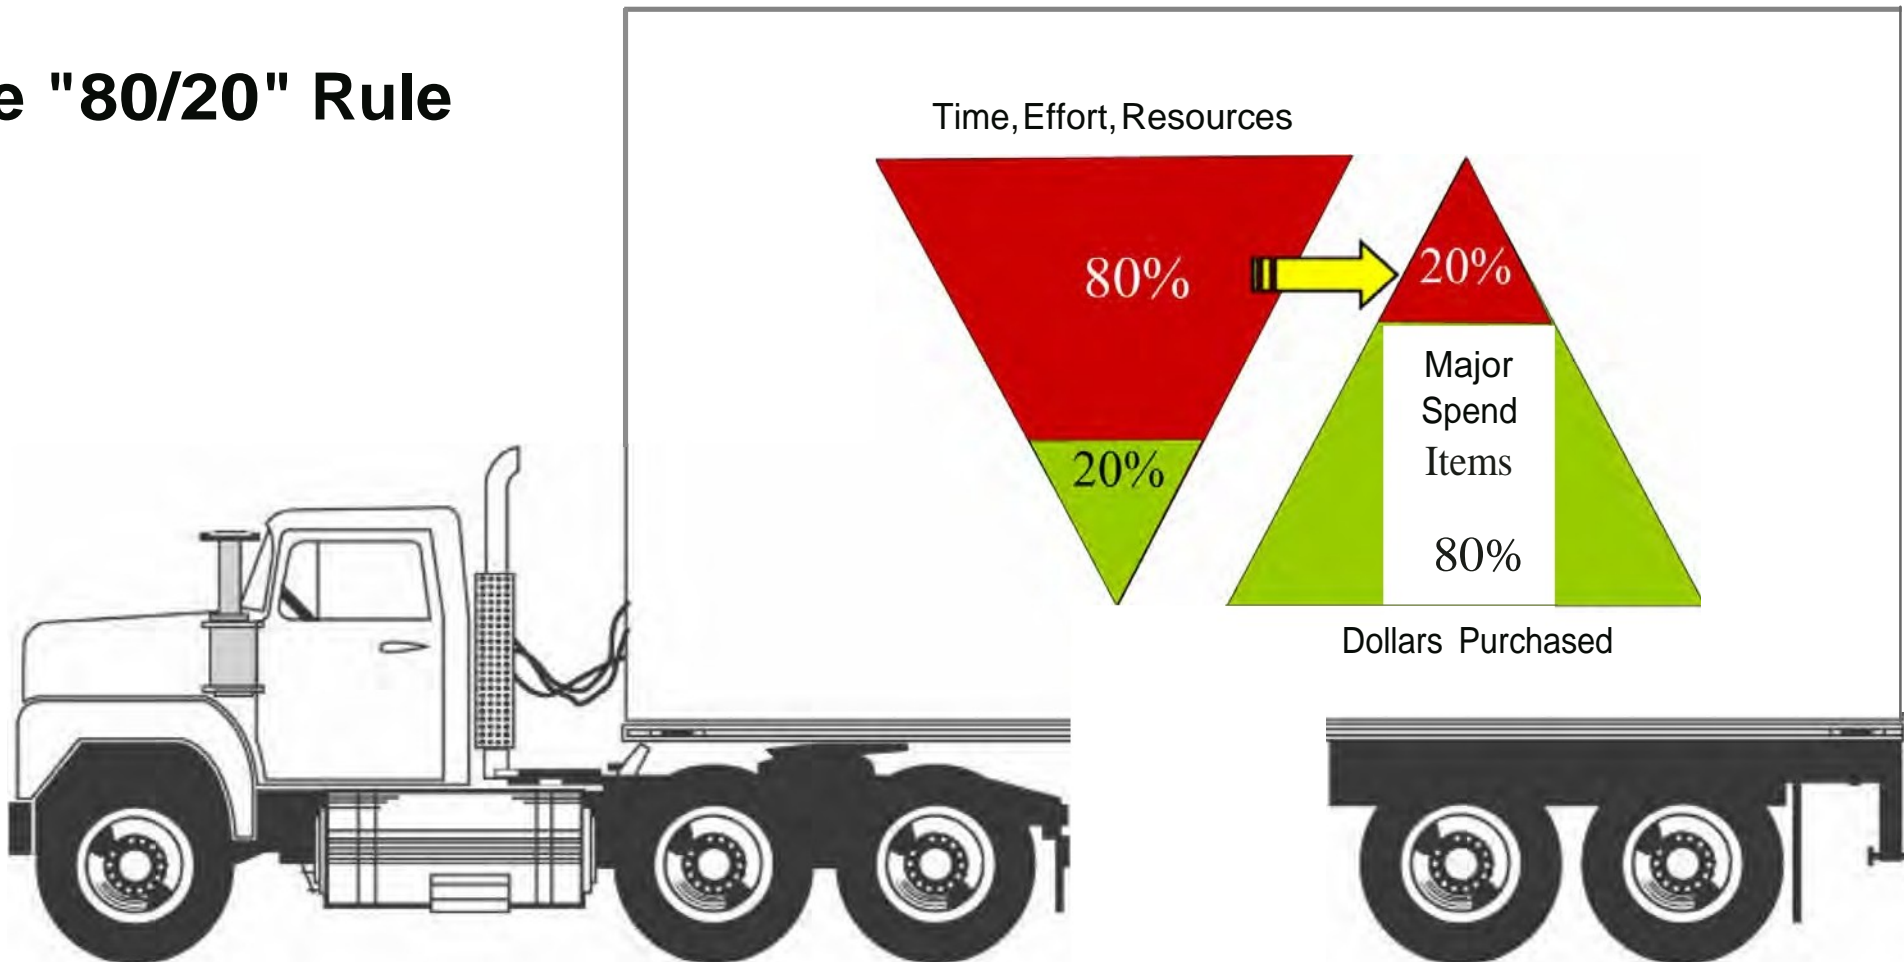 e "80/20" Rule
Time, Effort, Resources
80%
20%
20%
Major
Spend
Items
80%
Dollars Purchased